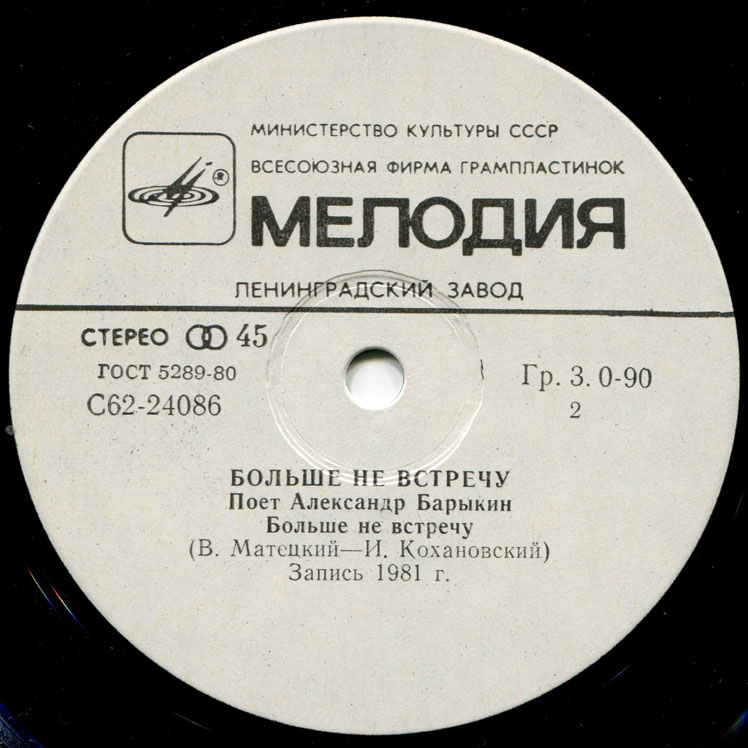 МИНИСТЕРСТВО КУЛЬТУРЫ СССР
ВСЕСОЮЗНАЯ ФИРМА ГРАМПЛАСТИНОК
®
МЕЛОДИЯ
ЛЕНИНГРАДСКИЙ ЗАВОД
СТЕРЕО 45
ГОСТ 5289-80
Гр. 3. 0-90
С62-24086
2
БОЛЬШЕ НЕ ВСТРЕЧУ
Поет Александр Барыкин
Больше не встречу
(В. Матецкий—И. Кохановский)
Запись 1981 г.